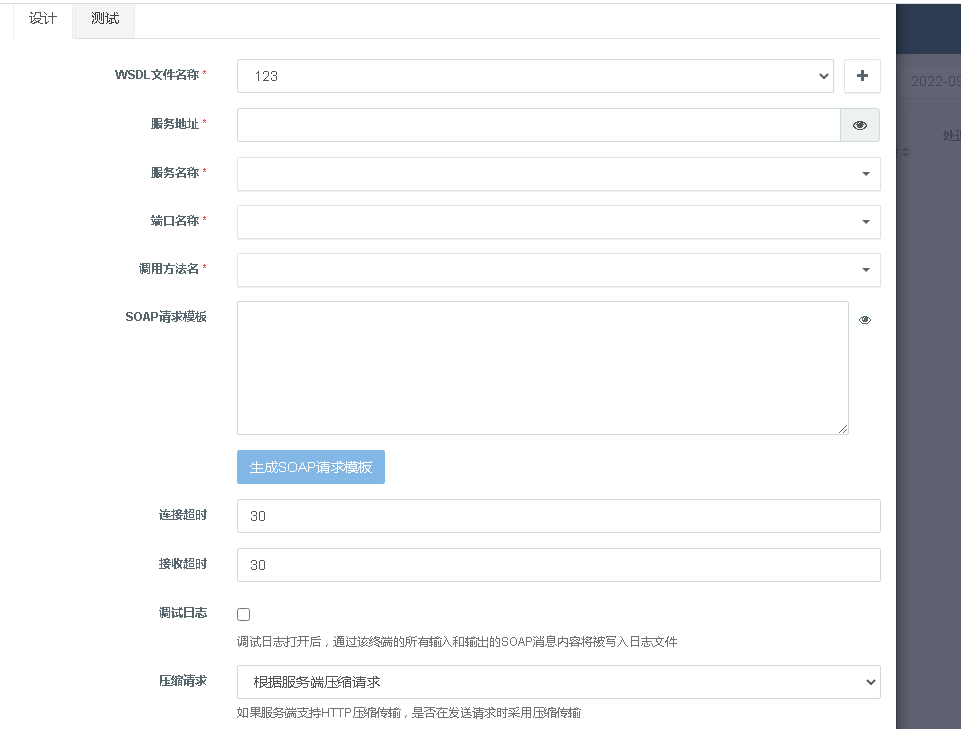 设计 测试
WSDL文件名称* 123
2022-09
服务地址*
处理
服务名称*
端口名称*
调用方法名*
SOAP请求模板
生成SOAP请求模板
连接超时 30
接收超时 30
调试日志
调试日志打开后，通过该终端的所有输入和输出的SOAP消息内容将被写入日志文件
压缩请求 根据服务端压缩请求
如果服务端支持HTTP压缩传输，是否在发送请求时采用压缩传输